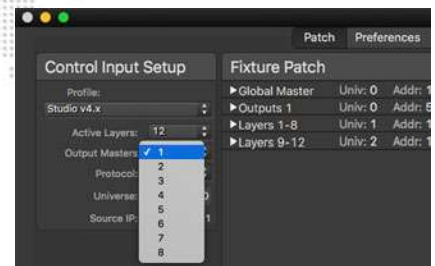 Patch Preferences
Control Input Setup
Profile:
Studio v4.x
Active Layers: 12
Output Masters: ✓ 1
2
3
4
5
6
7
8
Protocol:
Universe: 0
Source IP: 1
Fixture Patch
▶Global Master Univ: 0 Addr: 1
▶Outputs 1 Univ: 0 Addr: 5
▶Layers 1-8 Univ: 1 Addr: 1
▶Layers 9-12 Univ: 2 Addr: 1